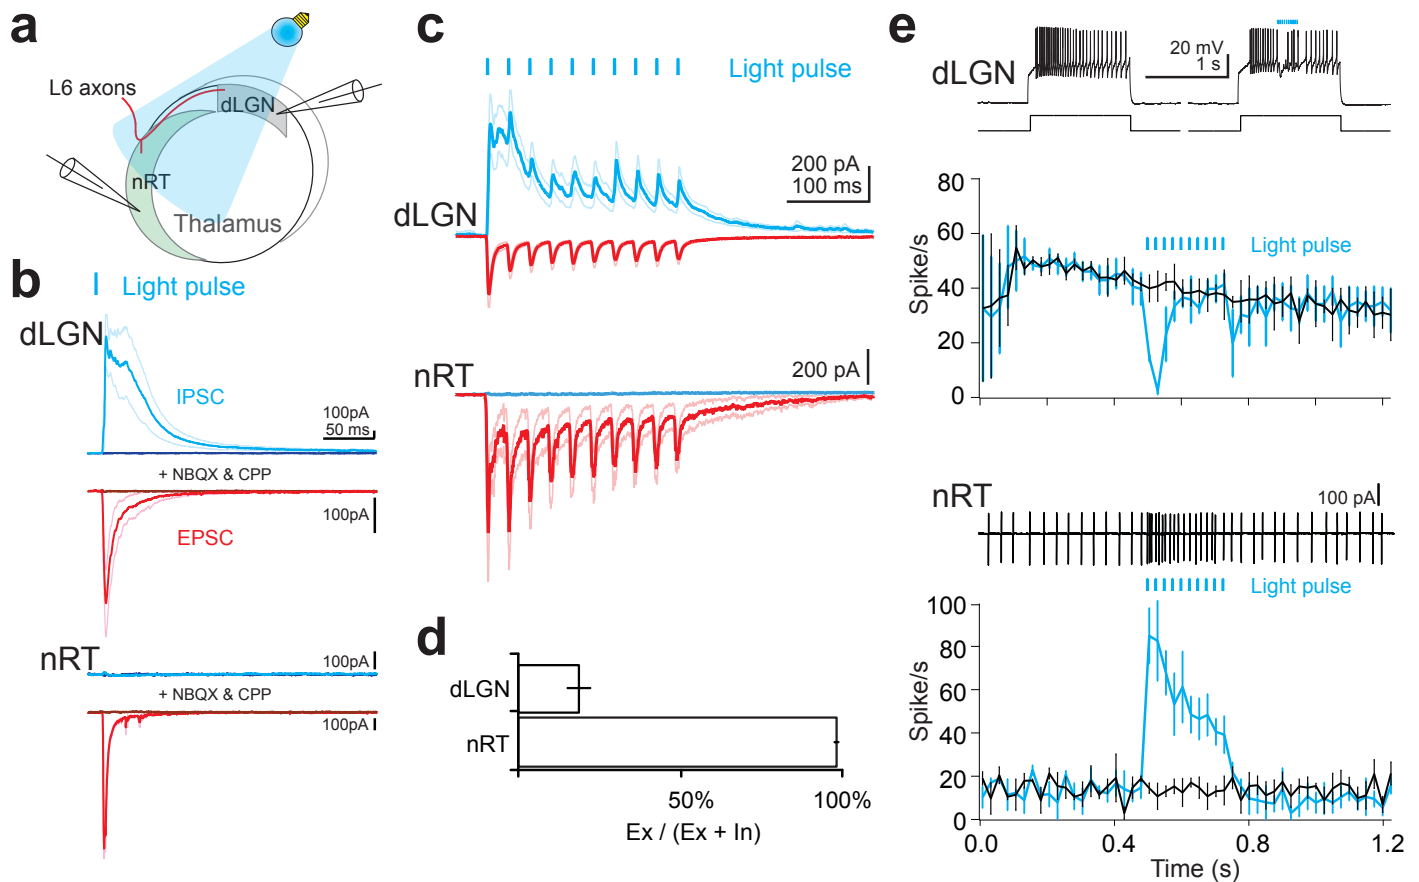 a
L6 axons
dLGN
nRT
Thalamus
b
Light pulse
dLGN
IPSC
100pA
50 ms
+ NBQX & CPP
100pA
EPSC
nRT
100pA
+ NBQX & CPP
100pA
c
Light pulse
200 pA
100 ms
dLGN
nRT
200 pA
d
dLGN
nRT
50%
100%
Ex / (Ex + In)
e
dLGN
20 mV
1 s
80
60
40
20
0
Spike/s
Light pulse
nRT
100 pA
Light pulse
100
80
60
40
20
0
Spike/s
0.0
0.4
0.8
1.2
Time (s)